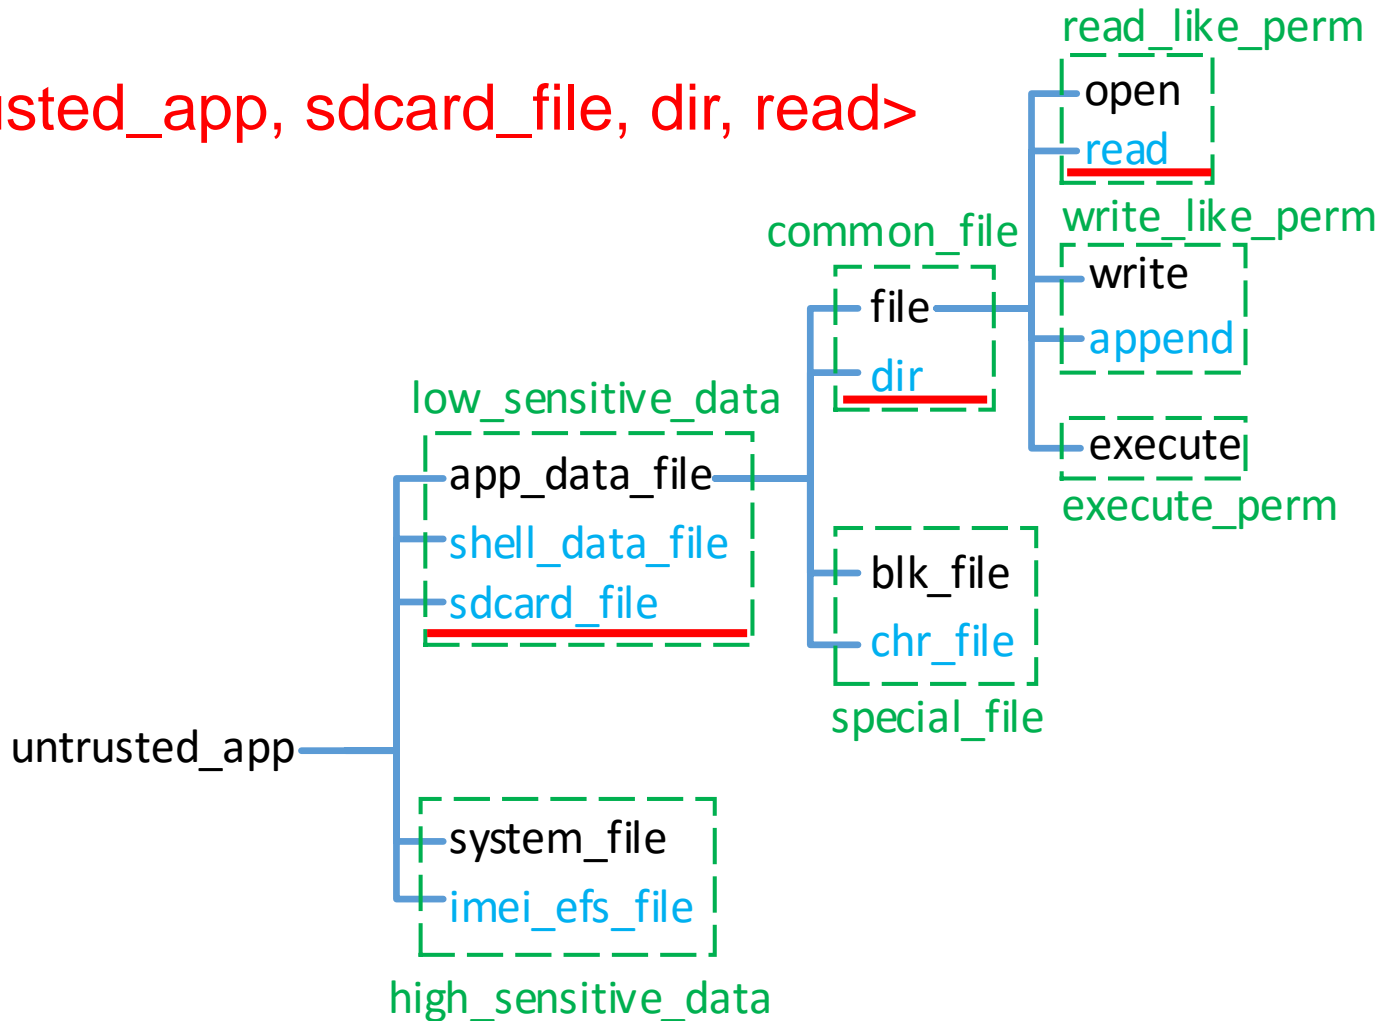 usted_app, sdcard_file, dir, read>
read_like_perm
open
read
write_like_perm
write
append
execute
execute_perm
common_file
file
dir
blk_file
chr_file
special_file
low_sensitive_data
app_data_file
shell_data_file
sdcard_file
untrusted_app
system_file
imei_efs_file
high_sensitive_data